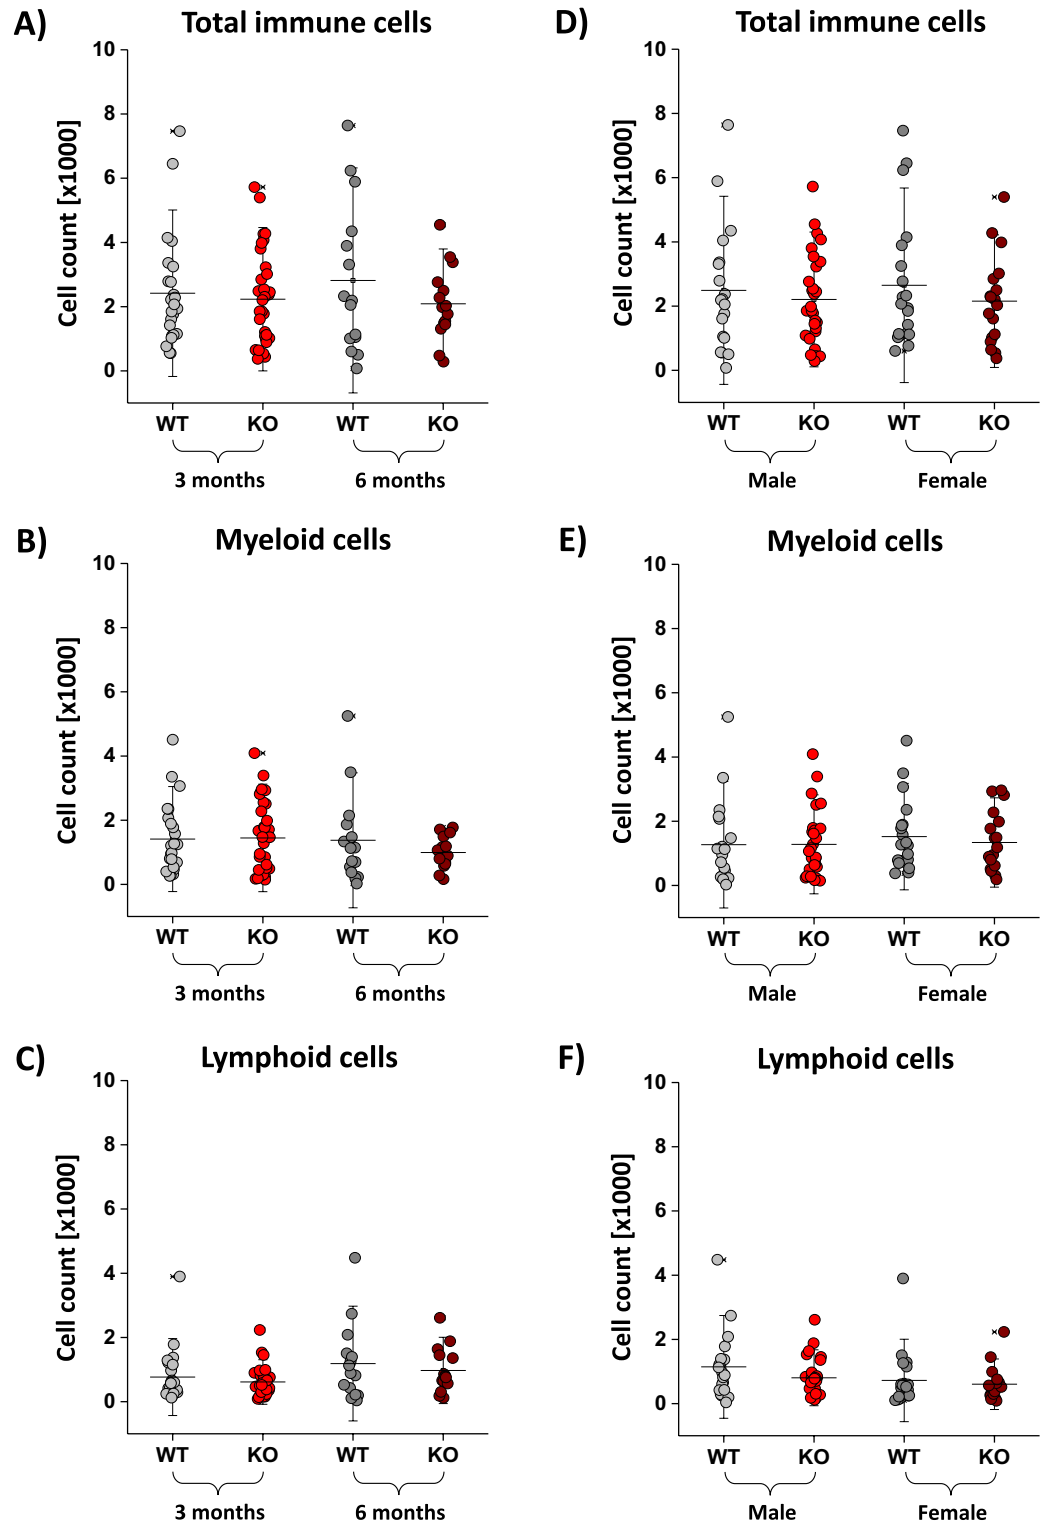 A)
Total immune cells
Cell count [x1000]
10
8
6
4
2
0
WT
KO
WT
KO
3 months
6 months
D)
Total immune cells
Cell count [x1000]
10
8
6
4
2
0
WT
KO
WT
KO
Male
Female
B)
Myeloid cells
Cell count [x1000]
10
8
6
4
2
0
WT
KO
WT
KO
3 months
6 months
E)
Myeloid cells
Cell count [x1000]
10
8
6
4
2
0
WT
KO
WT
KO
Male
Female
C)
Lymphoid cells
Cell count [x1000]
10
8
6
4
2
0
WT
KO
WT
KO
3 months
6 months
F)
Lymphoid cells
Cell count [x1000]
10
8
6
4
2
0
WT
KO
WT
KO
Male
Female